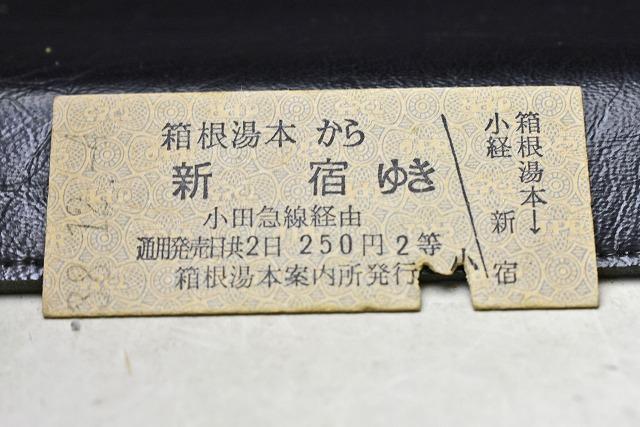 箱根湯本から
新宿ゆき
小田急線経由
通用発売日共2日 250円2等
箱根湯本案内所発行
小
箱根湯本→
小経
新宿